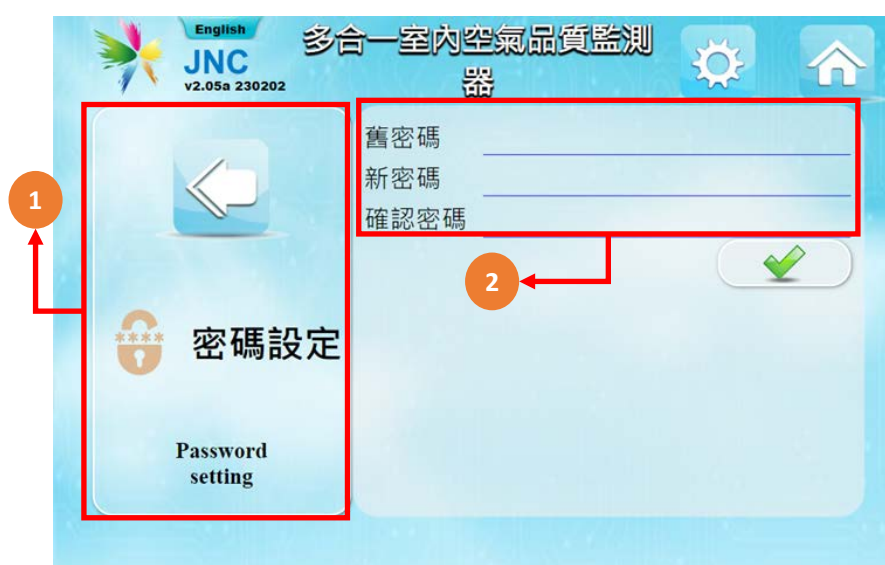 English
JNC
v2.05a 230202
多合一室內空氣品質監測
器
舊密碼
新密碼
確認密碼
1
2
****
密碼設定
Password
setting